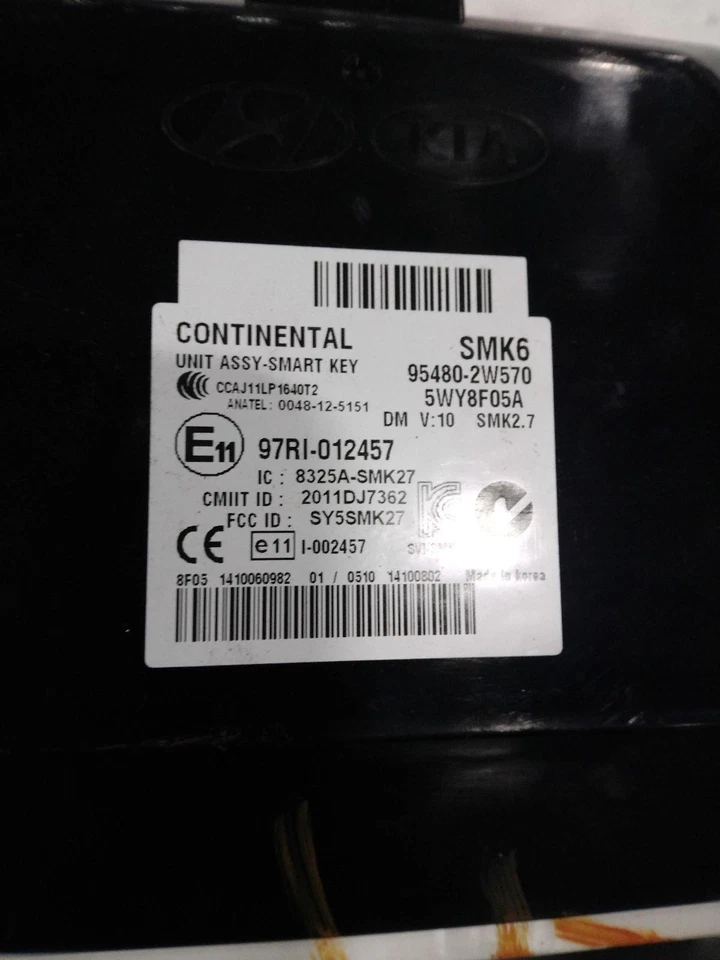 KIA
CONTINENTAL SMK6
UNIT ASSY-SMART KEY 95480-2W570
CCAJ11LP1640T2 5WY8F05A
ANATEL: 0048-12-5151 DM V:10 SMK2.7
E11 97RI-012457
IC : 8325A-SMK27
CMIIT ID : 2011DJ7362
FCC ID : SY5SMK27
CE e11 I-002457
8F05 1410060982 01 / 0510 14100802 Made in korea